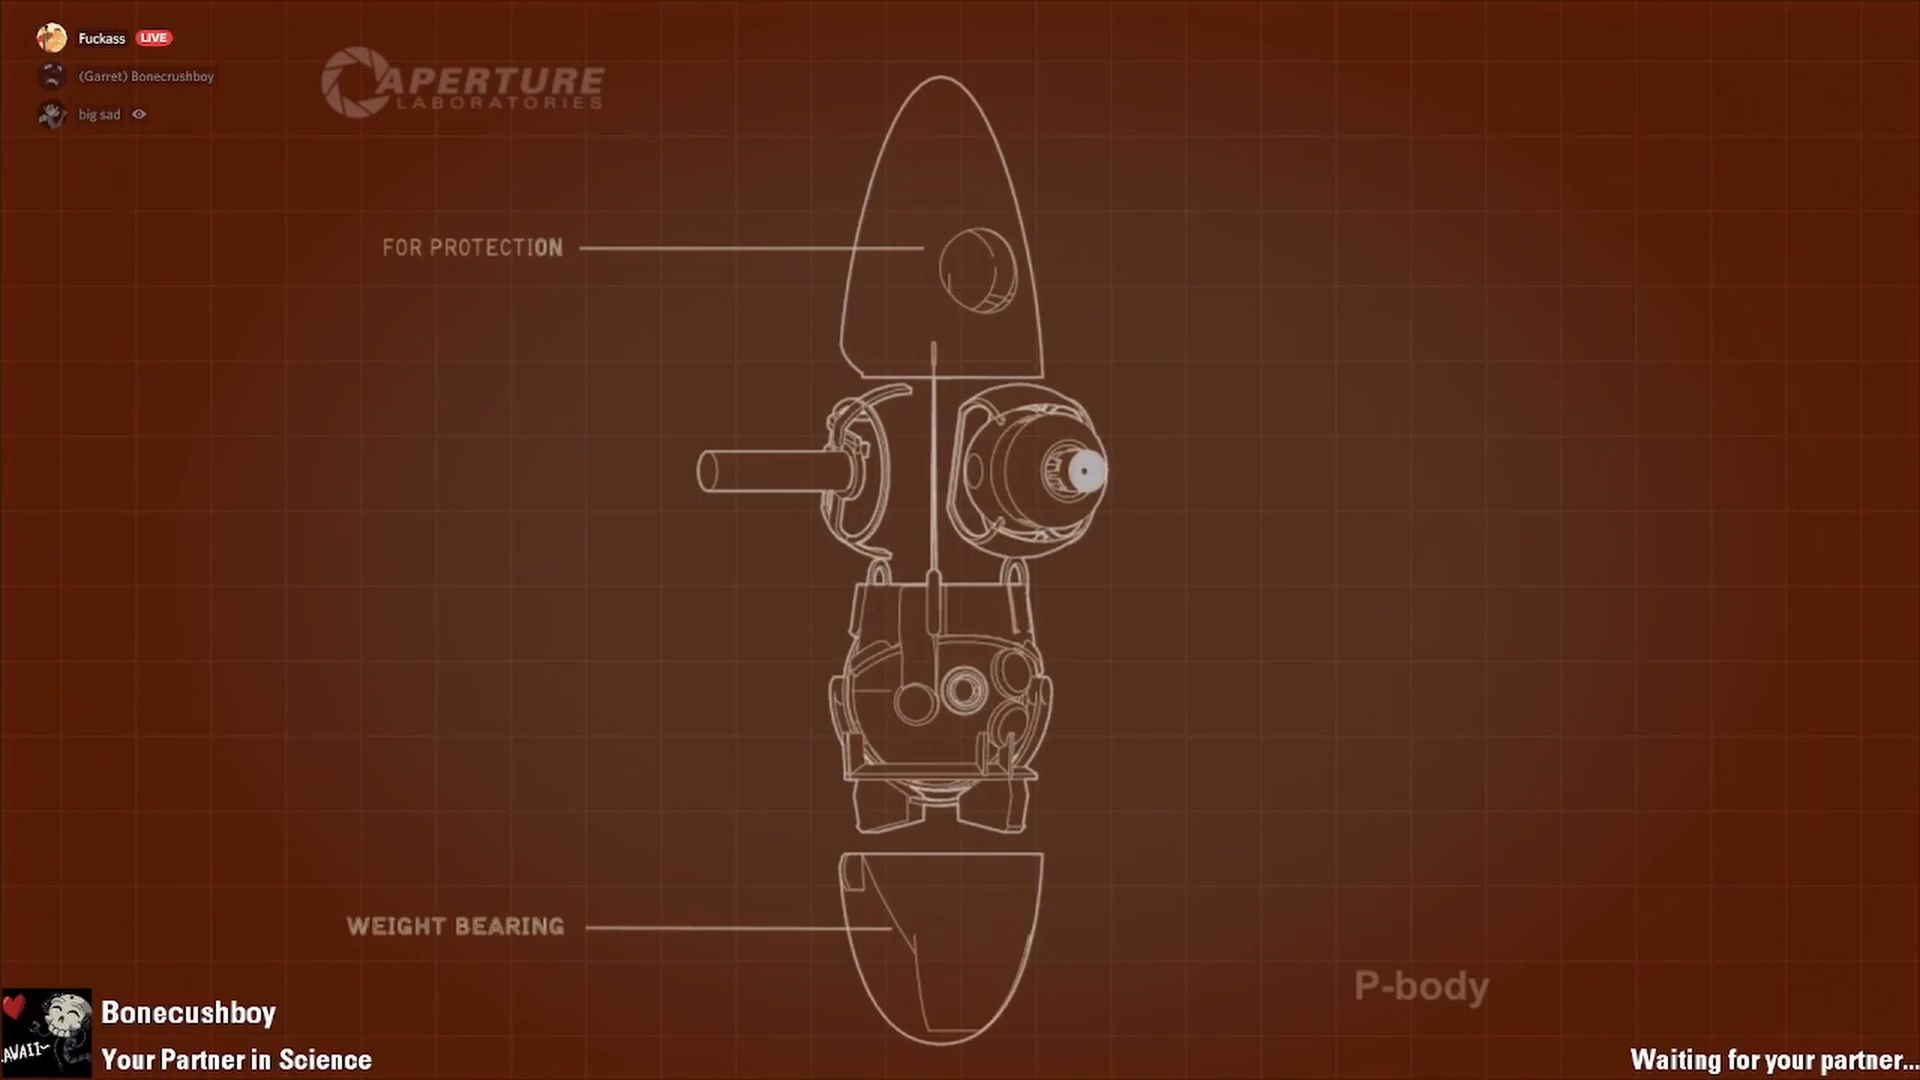 Fuckass LIVE
(Garret) Bonecrushboy
big sad
APERTURE
LABORATORIES
FOR PROTECTION
WEIGHT BEARING
P-body
AVAII~
Bonecushboy
Your Partner in Science
Waiting for your partner...